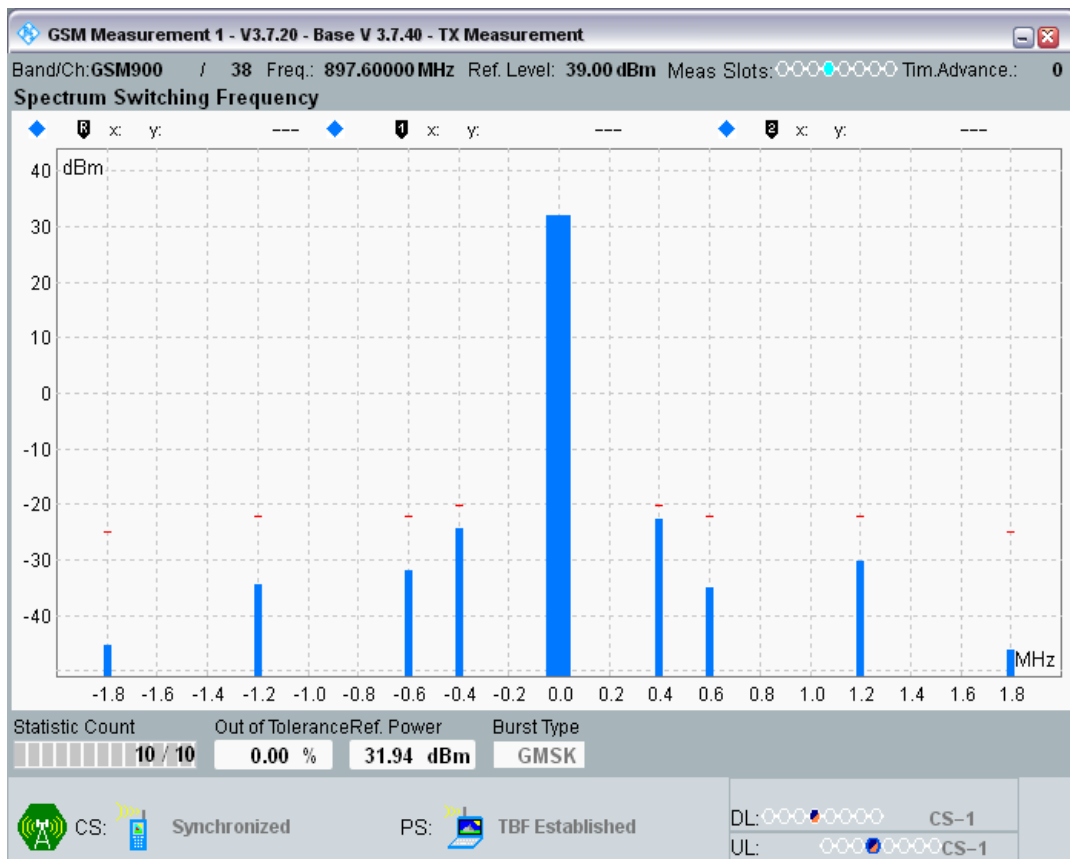 GSM Measurement 1 - V3.7.20 - Base V 3.7.40 - TX Measurement
Band/Ch:GSM900 / 38 Freq.: 897.60000 MHz Ref. Level: 39.00 dBm Meas Slots: Tim.Advance.: 0
Spectrum Switching Frequency
R x: y: --- 1 x: y: --- 2 x: y: ---
40 dBm
30
20
10
0
-10
-20
-30
-40
MHz
-1.8 -1.6 -1.4 -1.2 -1.0 -0.8 -0.6 -0.4 -0.2 0.0 0.2 0.4 0.6 0.8 1.0 1.2 1.4 1.6 1.8
Statistic Count Out of Tolerance Ref. Power Burst Type
10 / 10 0.00 % 31.94 dBm GMSK
CS: Synchronized PS: TBF Established
DL: CS-1
UL: CS-1